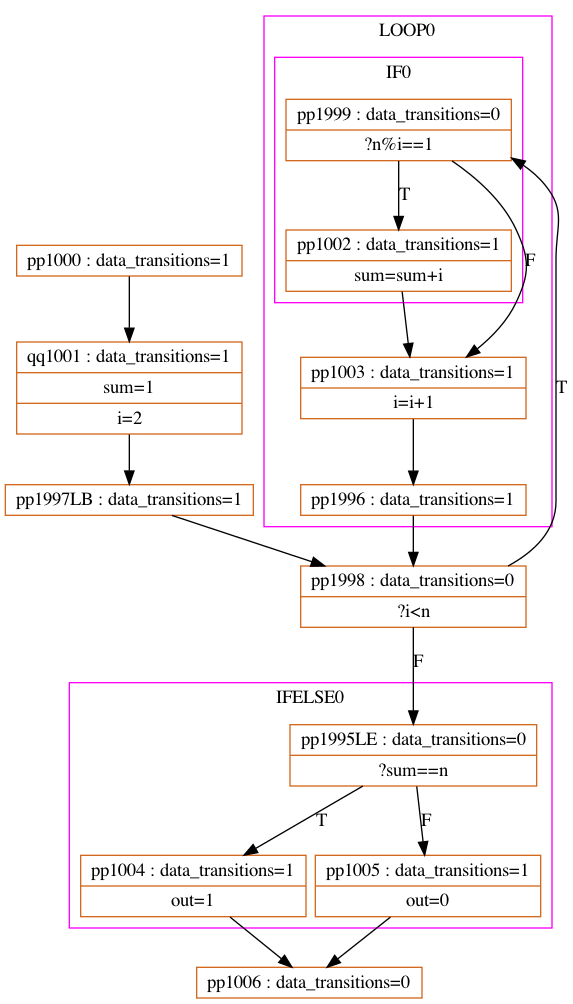 LOOP0
IF0
pp1999 : data_transitions=0
?n%i==1
T
pp1002 : data_transitions=1
sum=sum+i
F
pp1000 : data_transitions=1
qq1001 : data_transitions=1
sum=1
i=2
pp1003 : data_transitions=1
i=i+1
T
pp1997LB : data_transitions=1
pp1996 : data_transitions=1
pp1998 : data_transitions=0
?i<n
F
IFELSE0
pp1995LE : data_transitions=0
?sum==n
T
F
pp1004 : data_transitions=1
out=1
pp1005 : data_transitions=1
out=0
pp1006 : data_transitions=0